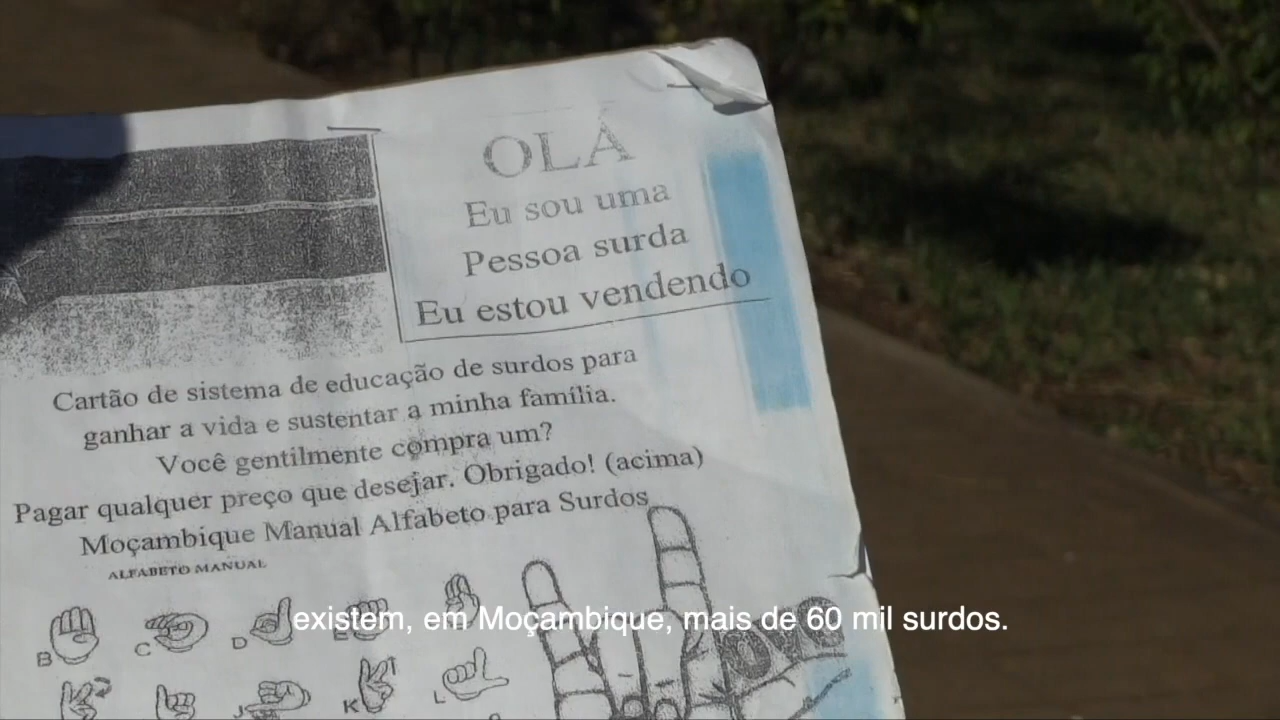 OLÁ
Eu sou uma
Pessoa surda
Eu estou vendendo
Cartão de sistema de educação de surdos para
ganhar a vida e sustentar a minha família.
Você gentilmente compra um?
Pagar qualquer preço que desejar. Obrigado! (acima)
Moçambique Manual Alfabeto para Surdos
ALFABETO MANUAL
B C D E
J K L
existem, em Moçambique, mais de 60 mil surdos.